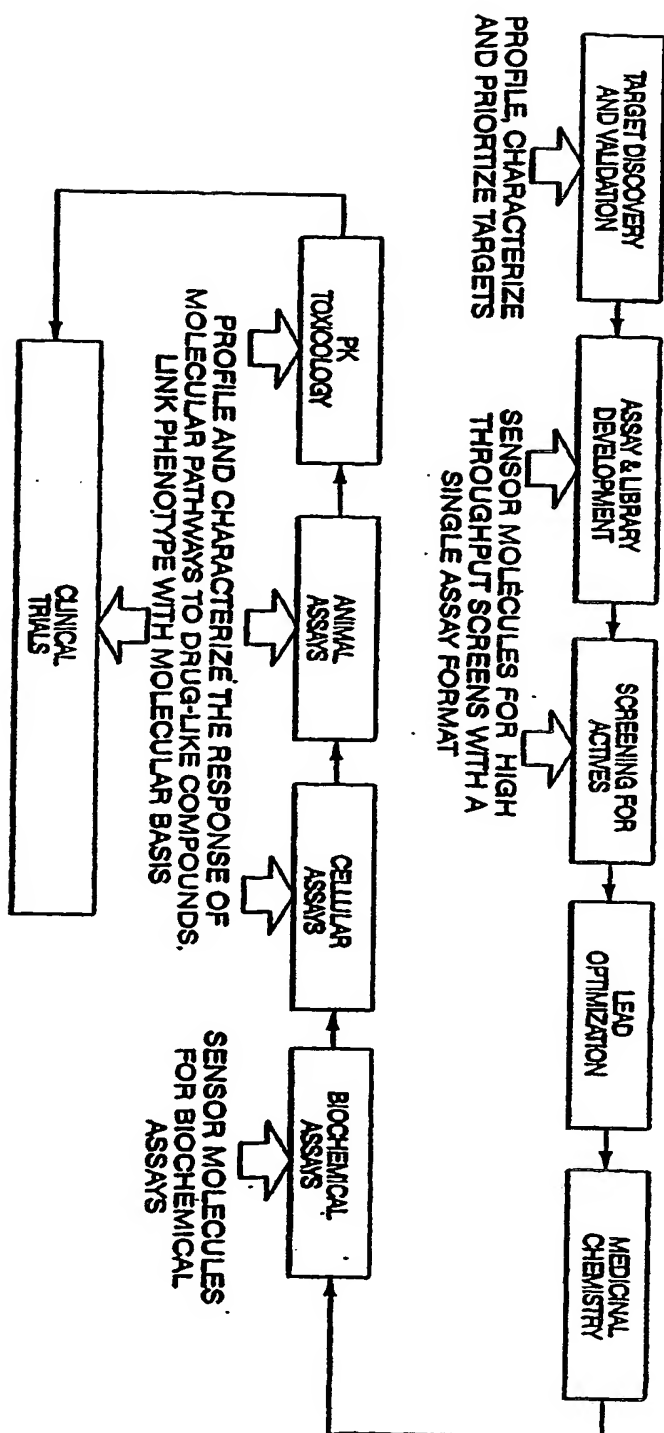 TARGET DISCOVERY
AND VALIDATION
PROFILE, CHARACTERIZE
AND PRIORTIZE TARGETS
ASSAY & LIBRARY
DEVELOPMENT
SCREENING FOR
ACTIVES
SENSOR MOLECULES FOR HIGH
THROUGHPUT SCREENS WITH A
SINGLE ASSAY FORMAT
LEAD
OPTIMIZATION
MEDICINAL
CHEMISTRY
PK
TOXICOLOGY
ANIMAL
ASSAYS
CELLULAR
ASSAYS
BIOCHEMICAL
ASSAYS
PROFILE AND CHARACTERIZE THE RESPONSE OF
MOLECULAR PATHWAYS TO DRUG-LIKE COMPOUNDS.
LINK PHENOTYPE WITH MOLECULAR BASIS
SENSOR MOLECULES
FOR BIOCHEMICAL
ASSAYS
CLINICAL
TRIALS